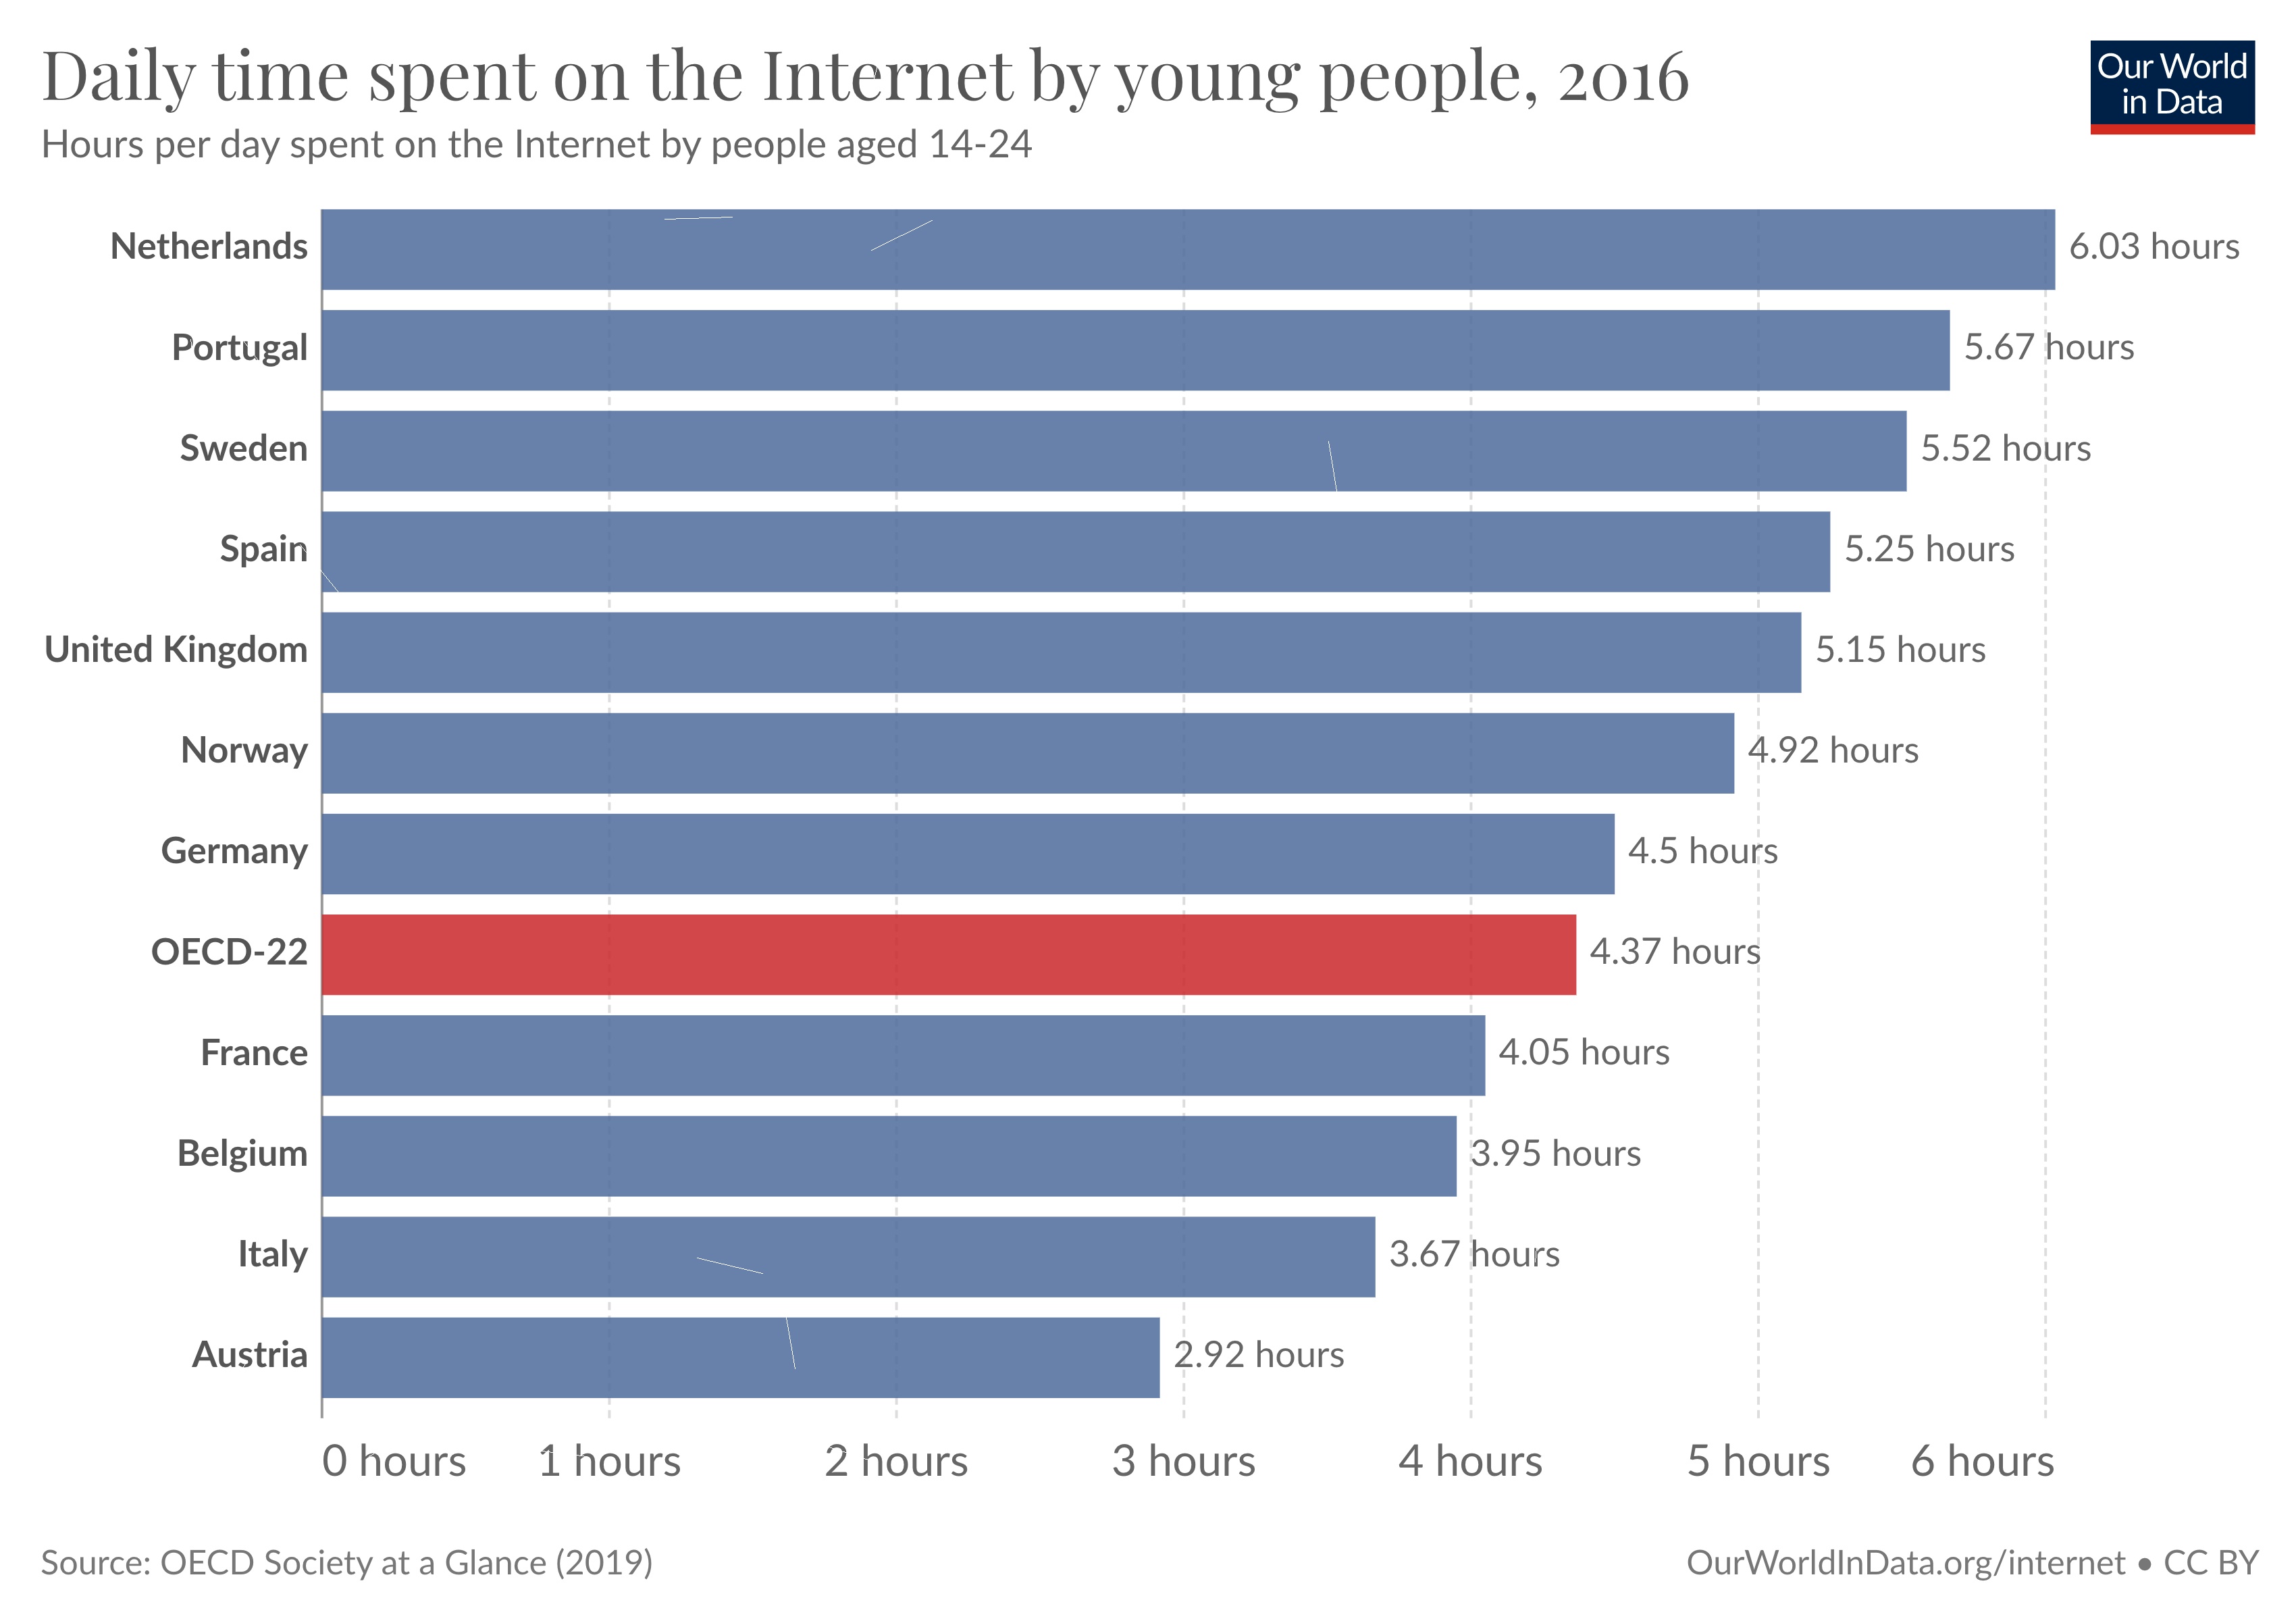 Daily time spent on the Internet by young people, 2016
Our World
in Data
Hours per day spent on the Internet by people aged 14-24
Netherlands 6.03 hours
Portugal 5.67 hours
Sweden 5.52 hours
Spain 5.25 hours
United Kingdom 5.15 hours
Norway 4.92 hours
Germany 4.5 hours
OECD-22 4.37 hours
France 4.05 hours
Belgium 3.95 hours
Italy 3.67 hours
Austria 2.92 hours
0 hours 1 hours 2 hours 3 hours 4 hours 5 hours 6 hours
Source: OECD Society at a Glance (2019)
OurWorldInData.org/internet • CC BY